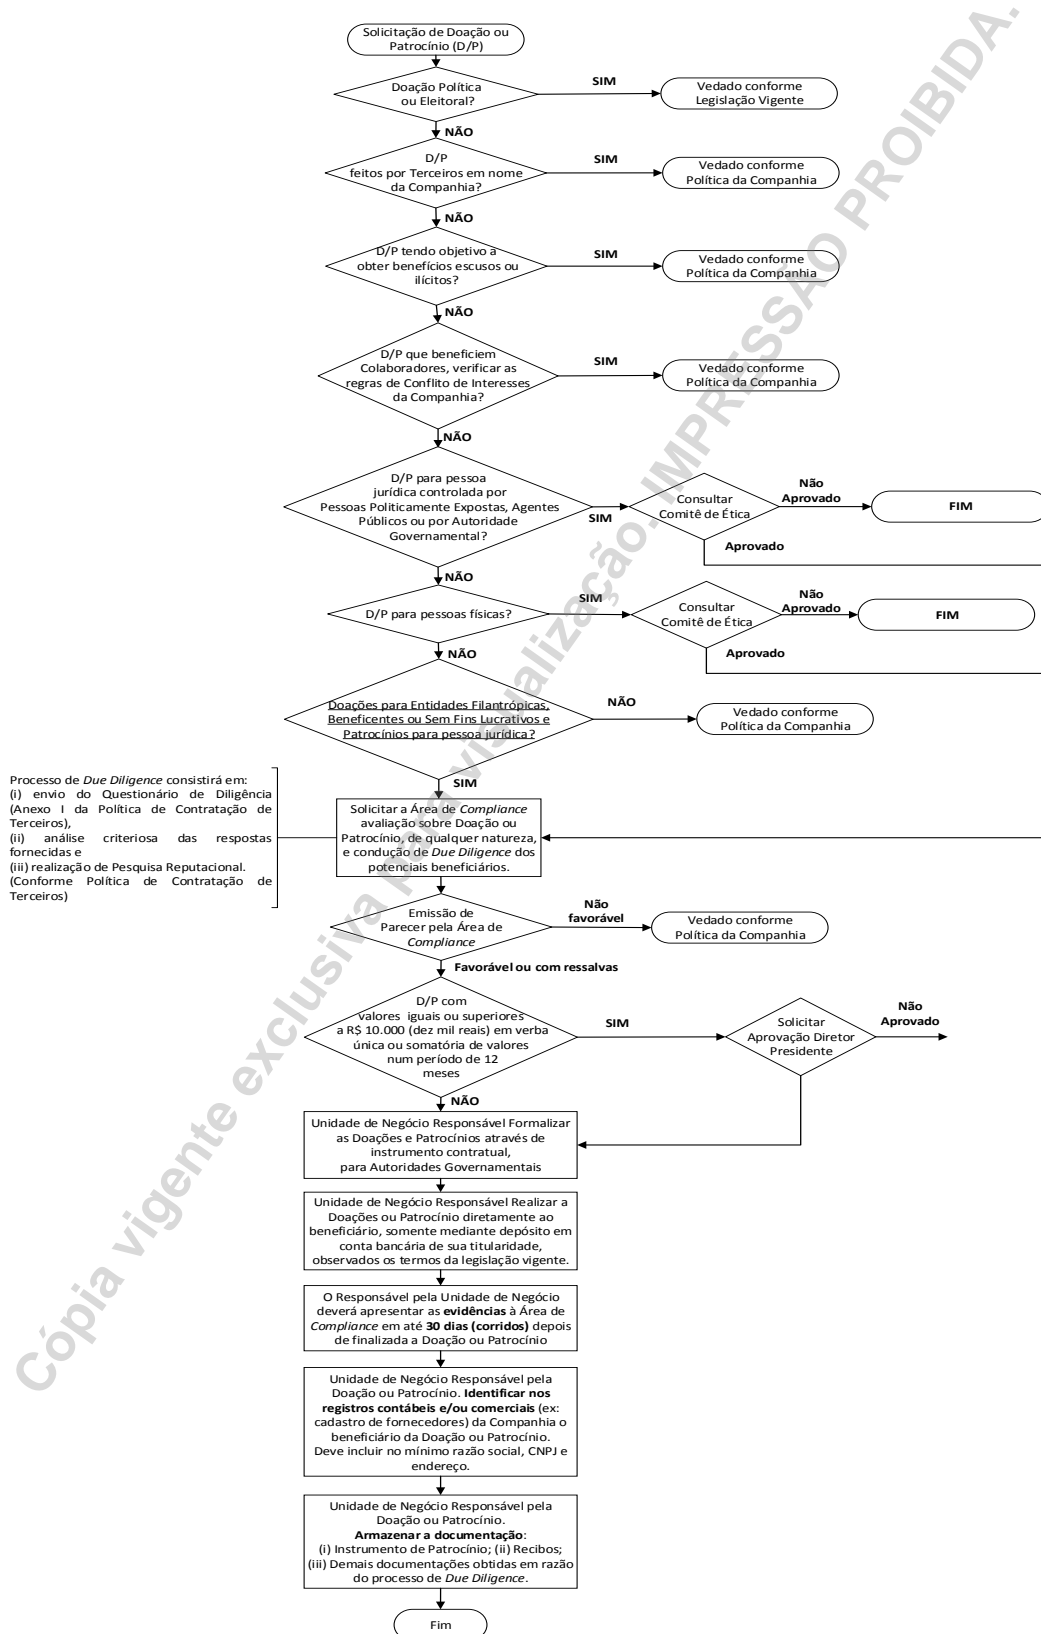 Solicitação de Doação ou
Patrocínio (D/P)
Doação Política
ou Eleitoral?
SIM
Vedado conforme
Legislação Vigente
NÃO
D/P
feitos por Terceiros em nome
da Companhia?
SIM
Vedado conforme
Política da Companhia
NÃO
D/P tendo objetivo a
obter benefícios escusos ou
ilícitos?
SIM
Vedado conforme
Política da Companhia
NÃO
D/P que beneficiem
Colaboradores, verificar as
regras de Conflito de Interesses
da Companhia?
SIM
Vedado conforme
Política da Companhia
NÃO
D/P para pessoa
jurídica controlada por
Pessoas Politicamente Expostas, Agentes
Públicos ou por Autoridade
Governamental?
SIM
Consultar
Comitê de Ética
Não
Aprovado
FIM
Aprovado
NÃO
D/P para pessoas físicas?
SIM
Consultar
Comitê de Ética
Não
Aprovado
FIM
Aprovado
NÃO
Doações para Entidades Filantrópicas,
Beneficentes ou Sem Fins Lucrativos e
Patrocínios para pessoa jurídica?
NÃO
Vedado conforme
Política da Companhia
SIM
Processo de Due Diligence consistirá em:
(i) envio do Questionário de Diligência
(Anexo I da Política de Contratação de
Terceiros),
(ii) análise criteriosa das respostas
fornecidas e
(iii) realização de Pesquisa Reputacional.
(Conforme Política de Contratação de
Terceiros)
Solicitar a Área de Compliance
avaliação sobre Doação ou
Patrocínio, de qualquer natureza,
e condução de Due Diligence dos
potenciais beneficiários.
Emissão de
Parecer pela Área de
Compliance
Não
favorável
Vedado conforme
Política da Companhia
Favorável ou com ressalvas
D/P com
valores iguais ou superiores
a R$ 10.000 (dez mil reais) em verba
única ou somatória de valores
num período de 12
meses
SIM
Solicitar
Aprovação Diretor
Presidente
Não
Aprovado
NÃO
Unidade de Negócio Responsável Formalizar
as Doações e Patrocínios através de
instrumento contratual,
para Autoridades Governamentais
Unidade de Negócio Responsável Realizar a
Doações ou Patrocínio diretamente ao
beneficiário, somente mediante depósito em
conta bancária de sua titularidade,
observados os termos da legislação vigente.
O Responsável pela Unidade de Negócio
deverá apresentar as evidências à Área de
Compliance em até 30 dias (corridos) depois
de finalizada a Doação ou Patrocínio
Unidade de Negócio Responsável pela
Doação ou Patrocínio. Identificar nos
registros contábeis e/ou comerciais (ex:
cadastro de fornecedores) da Companhia o
beneficiário da Doação ou Patrocínio.
Deve incluir no mínimo razão social, CNPJ e
endereço.
Unidade de Negócio Responsável pela
Doação ou Patrocínio.
Armazenar a documentação:
(i) Instrumento de Patrocínio; (ii) Recibos;
(iii) Demais documentações obtidas em razão
do processo de Due Diligence.
Fim
Cópia vigente exclusiva para visualização. IMPRESSÃO PROIBIDA.